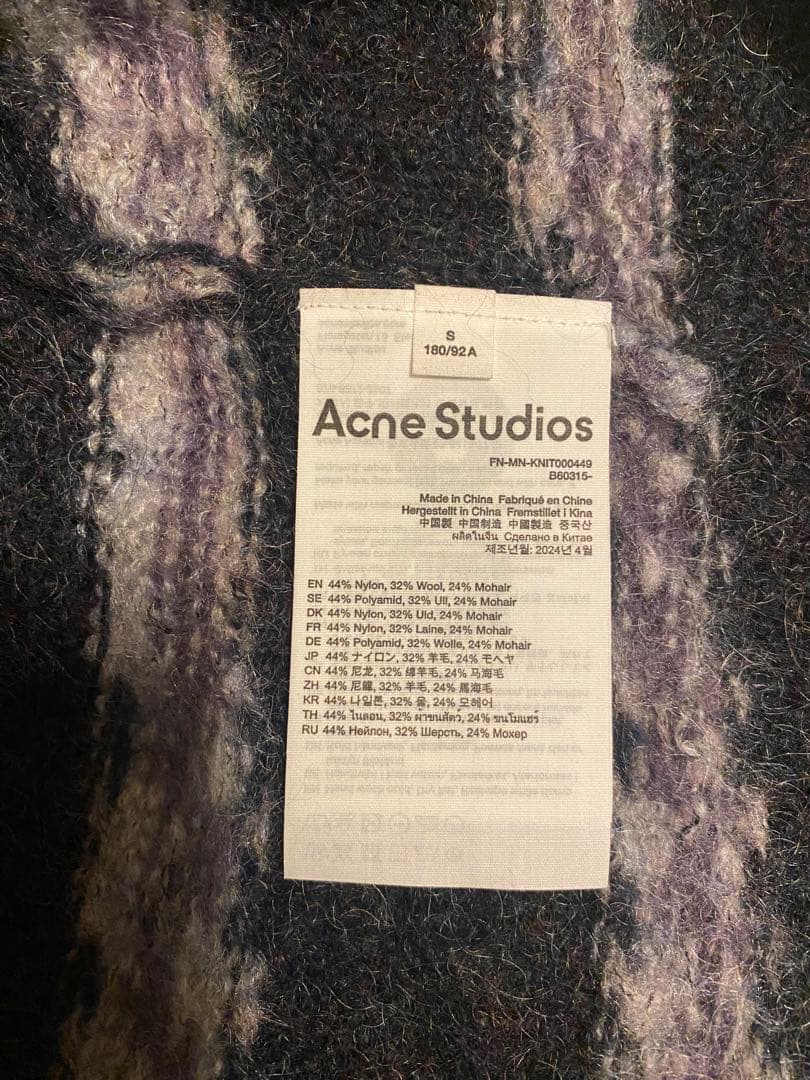 S
180/92A
Acne Studios
FN-MN-KNIT000449
B60315-
Made in China Fabriqué en Chine
Hergestellt in China Fremstillet i Kina
中国製 中国制造 中國製造 중국산
ผลิตในจีน Сделано в Китае
제조년월: 2024년 4월
EN 44% Nylon, 32% Wool, 24% Mohair
SE 44% Polyamid, 32% Ull, 24% Mohair
DK 44% Nylon, 32% Uld, 24% Mohair
FR 44% Nylon, 32% Laine, 24% Mohair
DE 44% Polyamid, 32% Wolle, 24% Mohair
JP 44% ナイロン, 32% 羊毛, 24% モヘヤ
CN 44% 尼龙, 32% 绵羊毛, 24% 马海毛
ZH 44% 尼龍, 32% 羊毛, 24% 馬海毛
KR 44% 나일론, 32% 울, 24% 모헤어
TH 44% ไนลอน, 32% ผ้าขนสัตว์, 24% ขนโมแฮร์
RU 44% Нейлон, 32% Шерсть, 24% Мохер